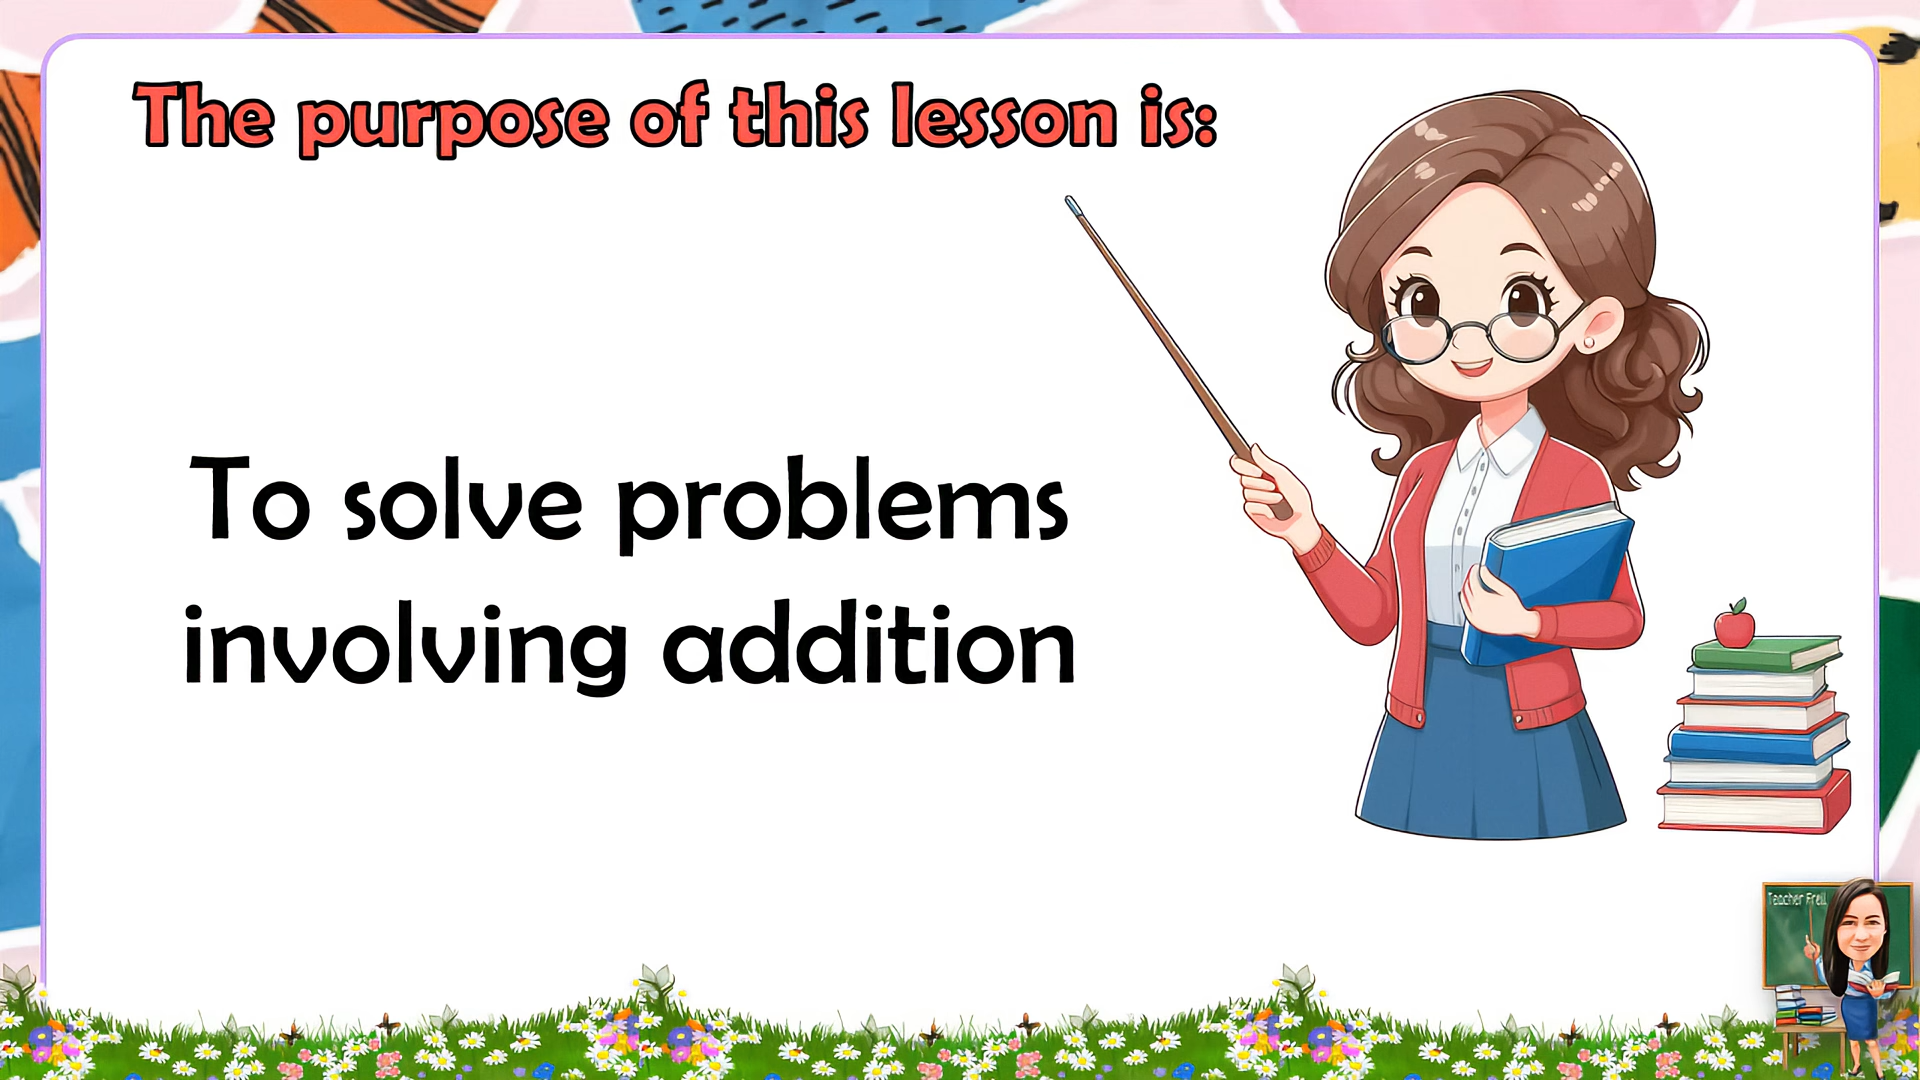 The purpose of this lesson is:
To solve problems
involving addition
Teacher Frell